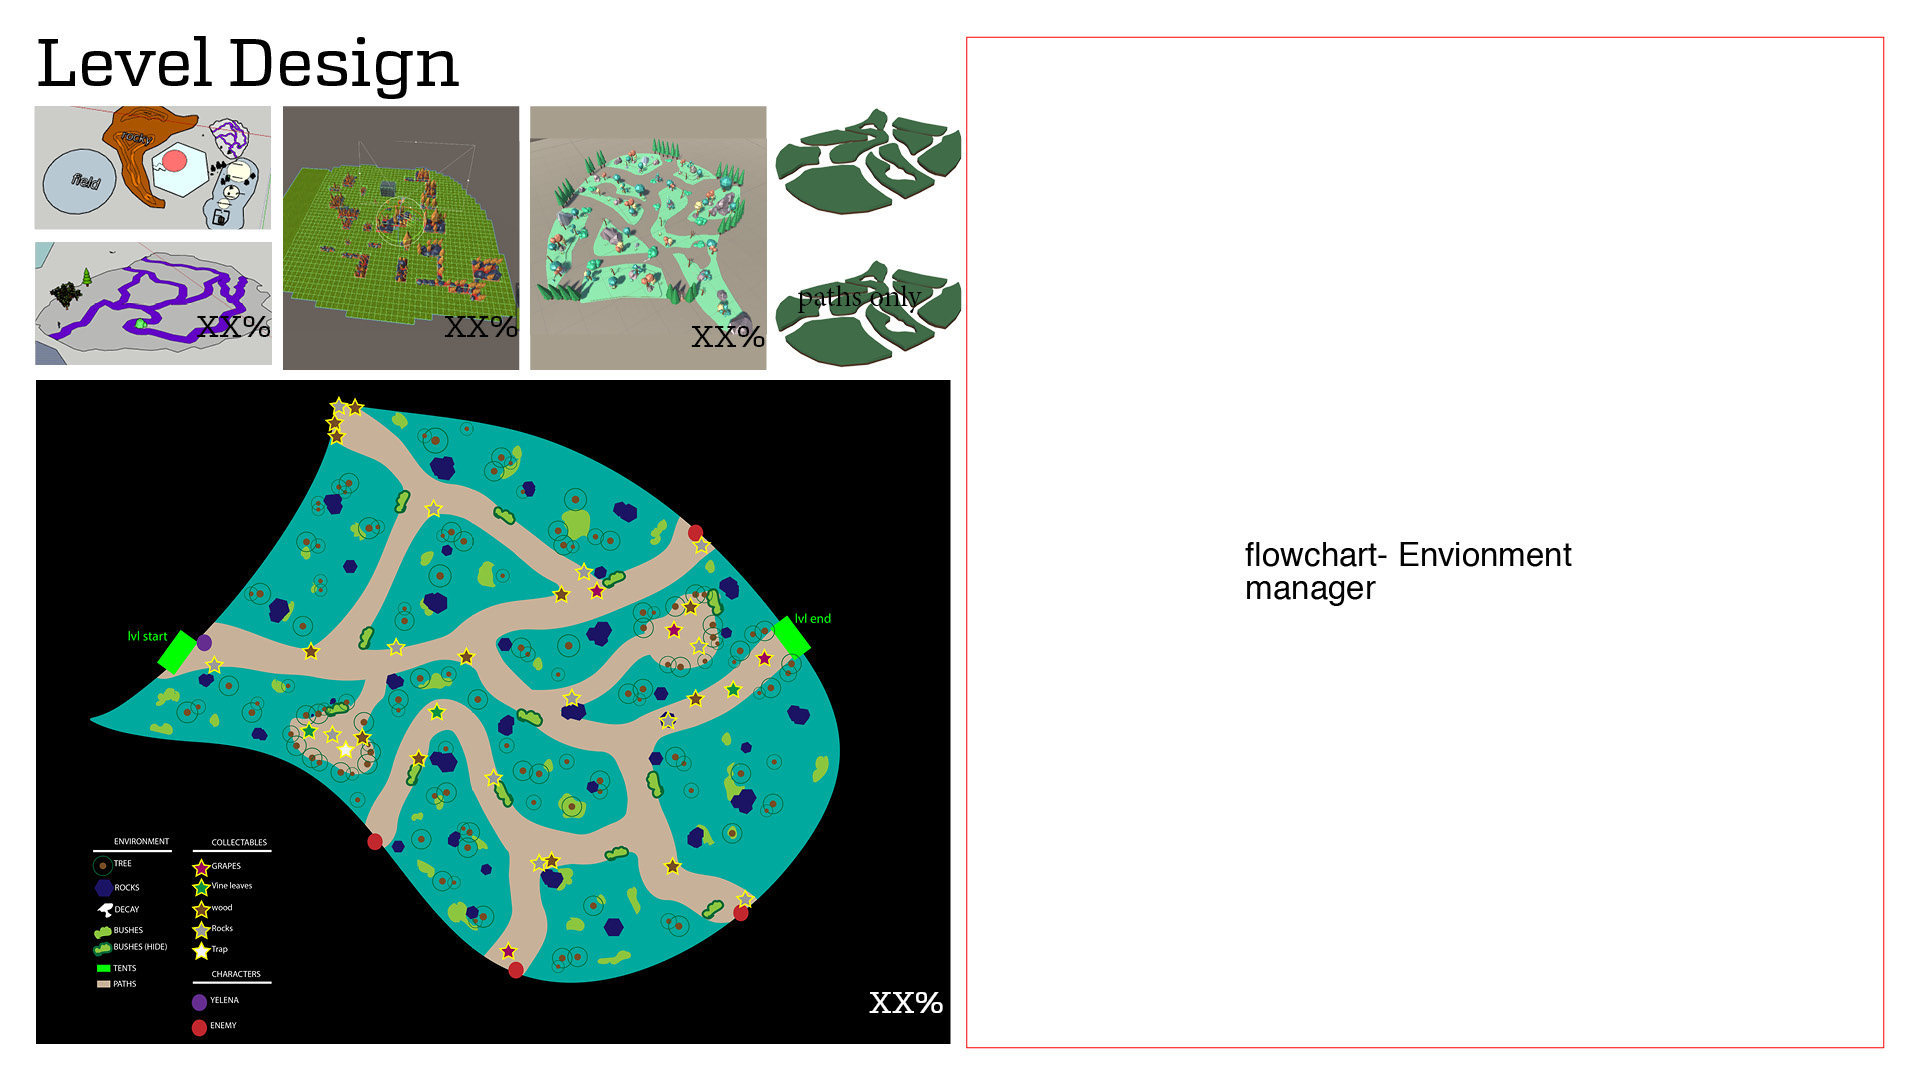 Level Design
rocky
field
XX%
XX%
XX%
paths only
lvl start
lvl end
ENVIRONMENT
TREE
ROCKS
DECAY
BUSHES
BUSHES (HIDE)
TENTS
PATHS
COLLECTABLES
GRAPES
Vine leaves
wood
Rocks
Trap
CHARACTERS
YELENA
ENEMY
XX%
flowchart- Envionment
manager